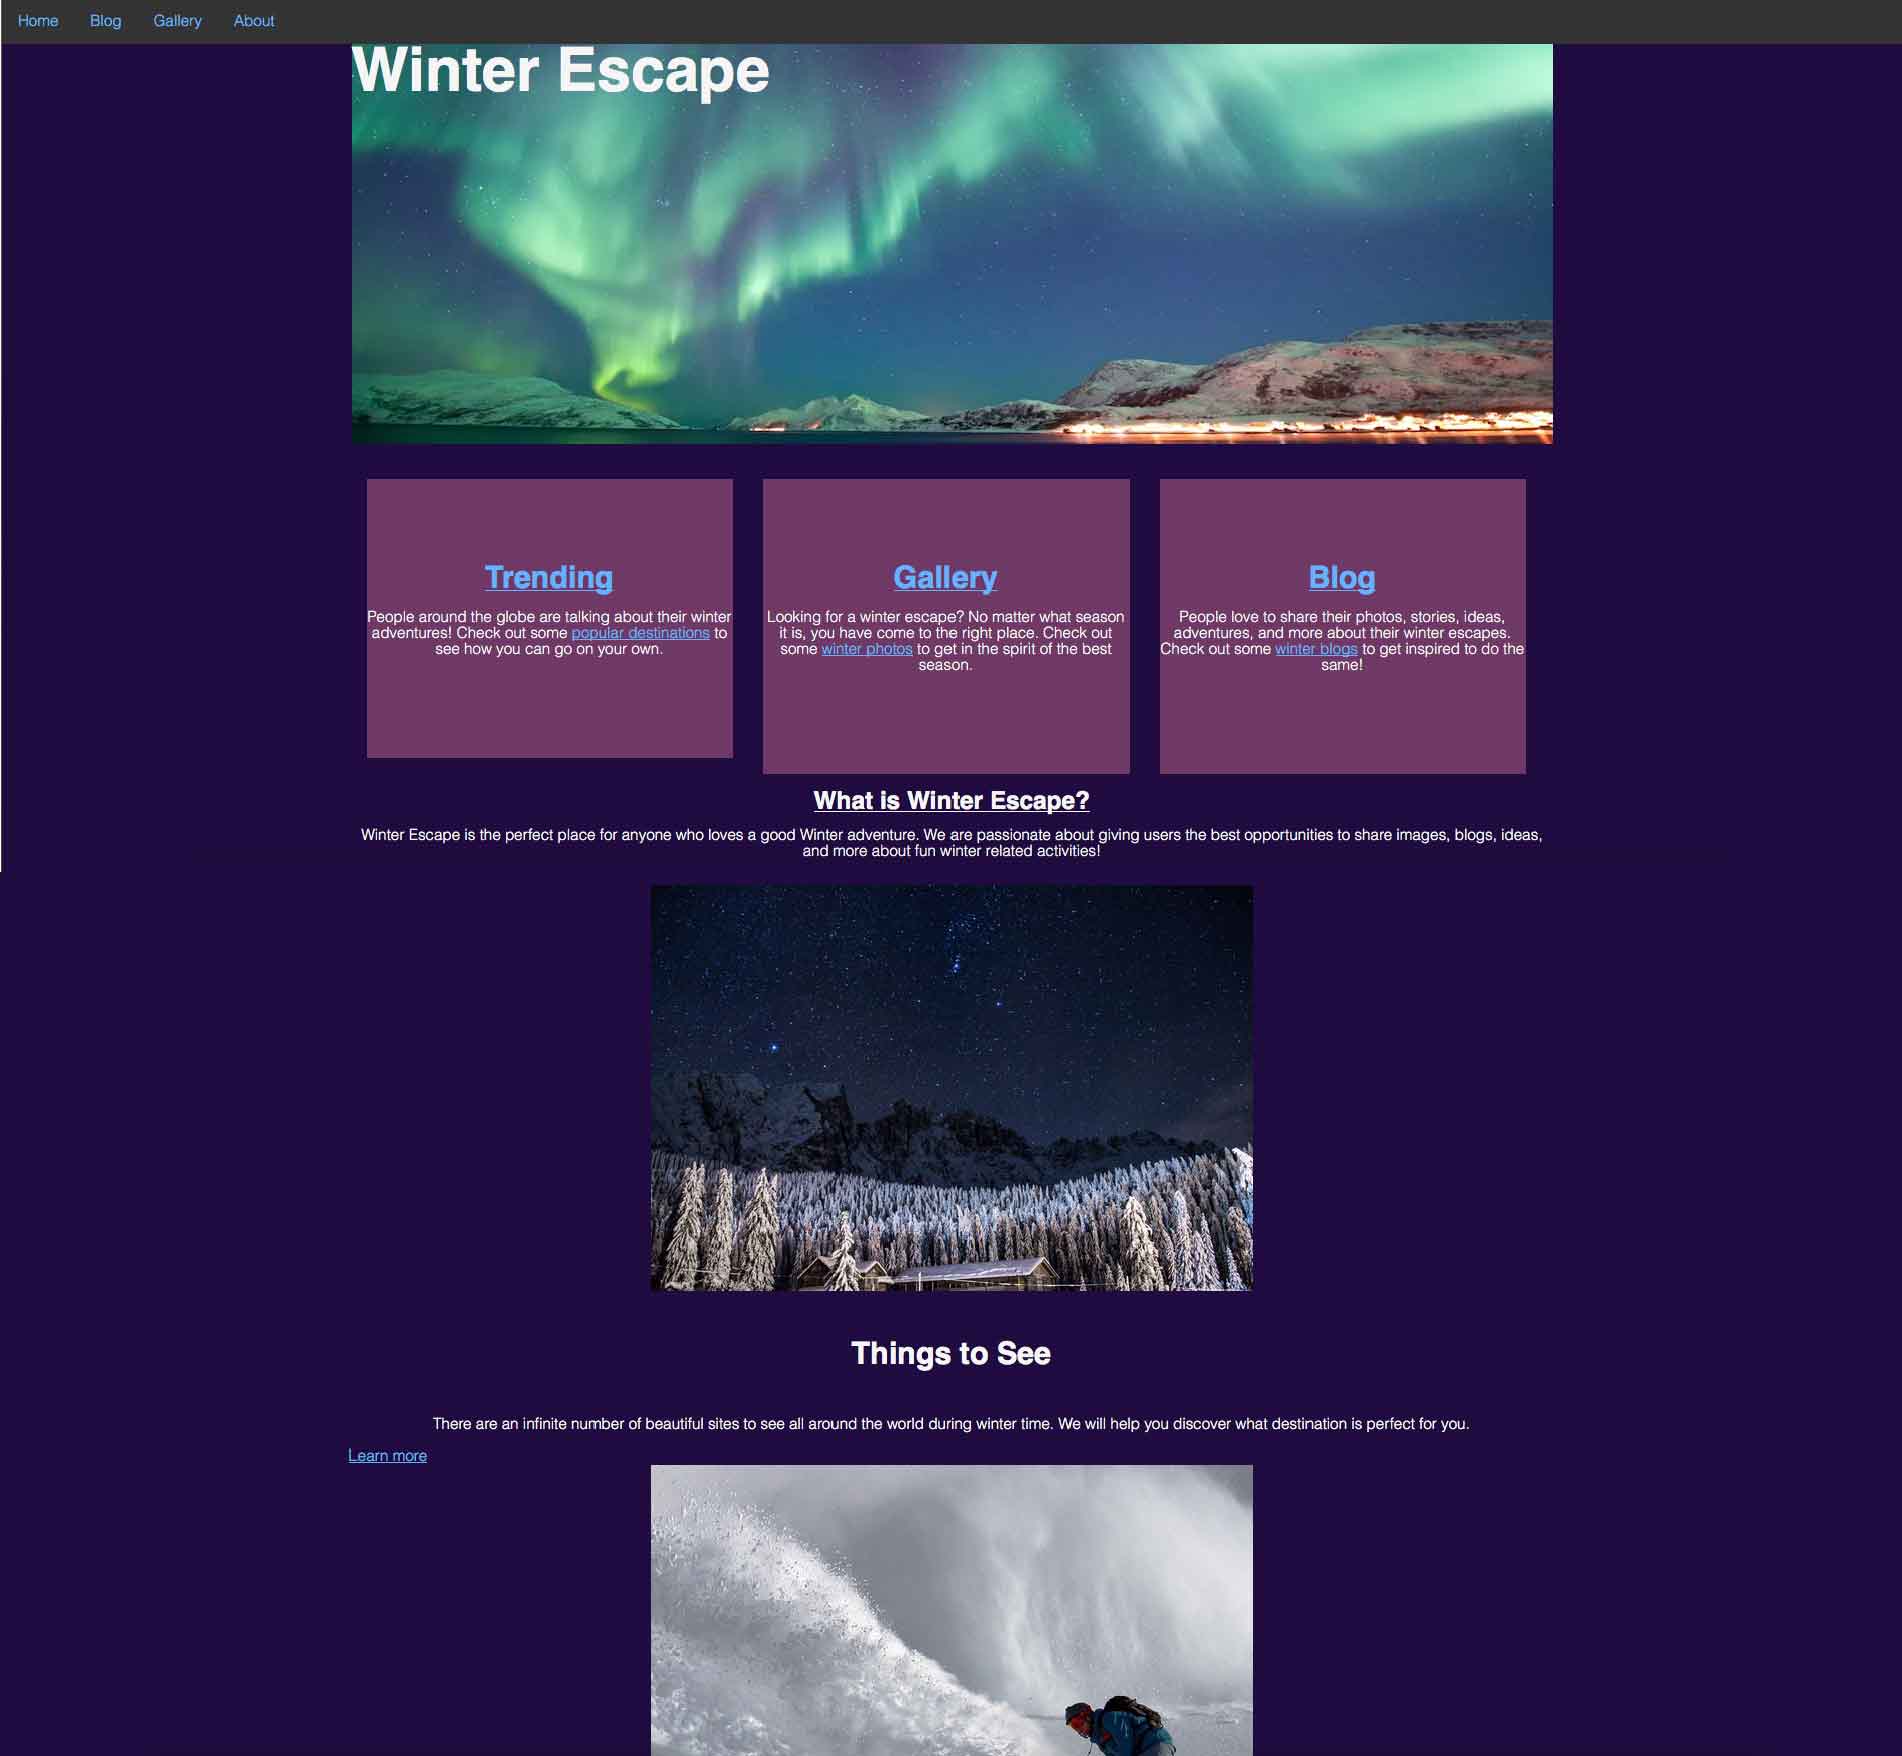 Home Blog Gallery About
Winter Escape
Trending
People around the globe are talking about their winter
adventures! Check out some popular destinations to
see how you can go on your own.
Gallery
Looking for a winter escape? No matter what season
it is, you have come to the right place. Check out
some winter photos to get in the spirit of the best
season.
Blog
People love to share their photos, stories, ideas,
adventures, and more about their winter escapes.
Check out some winter blogs to get inspired to do the
same!
What is Winter Escape?
Winter Escape is the perfect place for anyone who loves a good Winter adventure. We are passionate about giving users the best opportunities to share images, blogs, ideas,
and more about fun winter related activities!
Things to See
There are an infinite number of beautiful sites to see all around the world during winter time. We will help you discover what destination is perfect for you.
Learn more